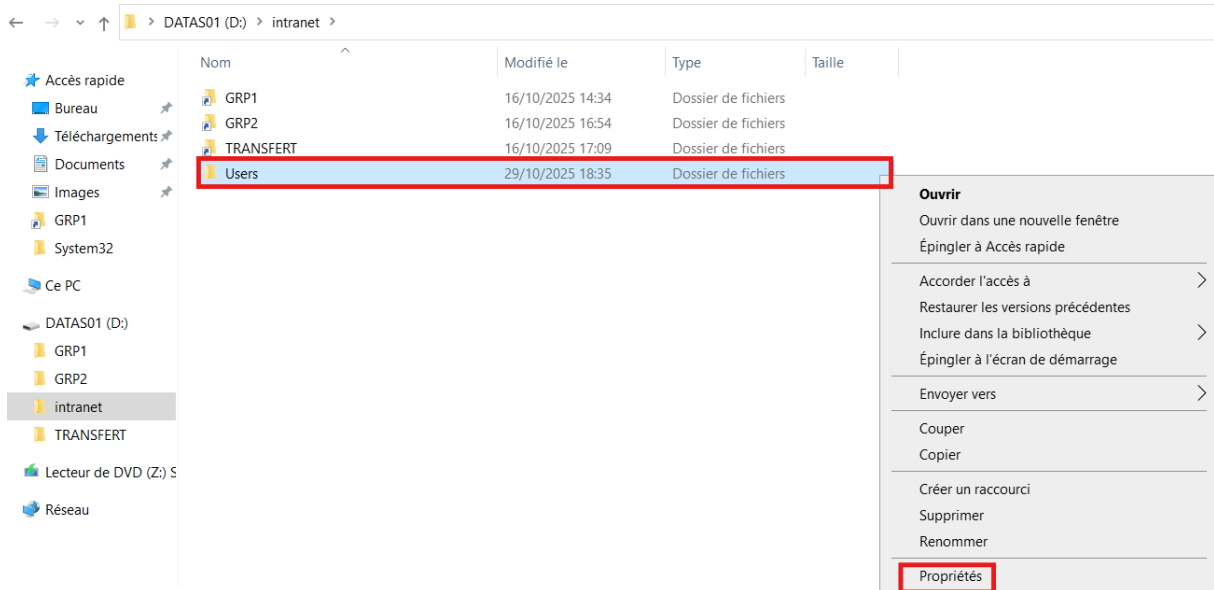 DATAS01 (D:) > intranet >
Nom Modifié le Type Taille
Accès rapide
Bureau
Téléchargements
Documents
Images
GRP1
System32
Ce PC
DATAS01 (D:)
GRP1
GRP2
intranet
TRANSFERT
Lecteur de DVD (Z:) S
Réseau
GRP1 16/10/2025 14:34 Dossier de fichiers
GRP2 16/10/2025 16:54 Dossier de fichiers
TRANSFERT 16/10/2025 17:09 Dossier de fichiers
Users 29/10/2025 18:35 Dossier de fichiers
Ouvrir
Ouvrir dans une nouvelle fenêtre
Épingler à Accès rapide
Accorder l'accès à
Restaurer les versions précédentes
Inclure dans la bibliothèque
Épingler à l'écran de démarrage
Envoyer vers
Couper
Copier
Créer un raccourci
Supprimer
Renommer
Propriétés